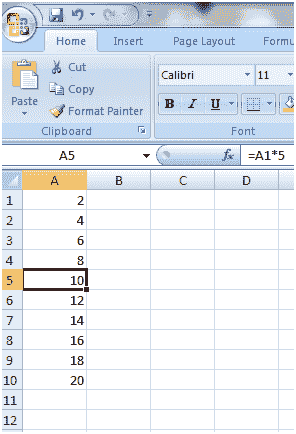 Home Insert Page Layout Formu
Cut
Copy
Format Painter
Paste
Clipboard
Calibri 11
B I U
Font
A5 fx =A1*5
A B C D
1 2
2 4
3 6
4 8
5 10
6 12
7 14
8 16
9 18
10 20
11
12